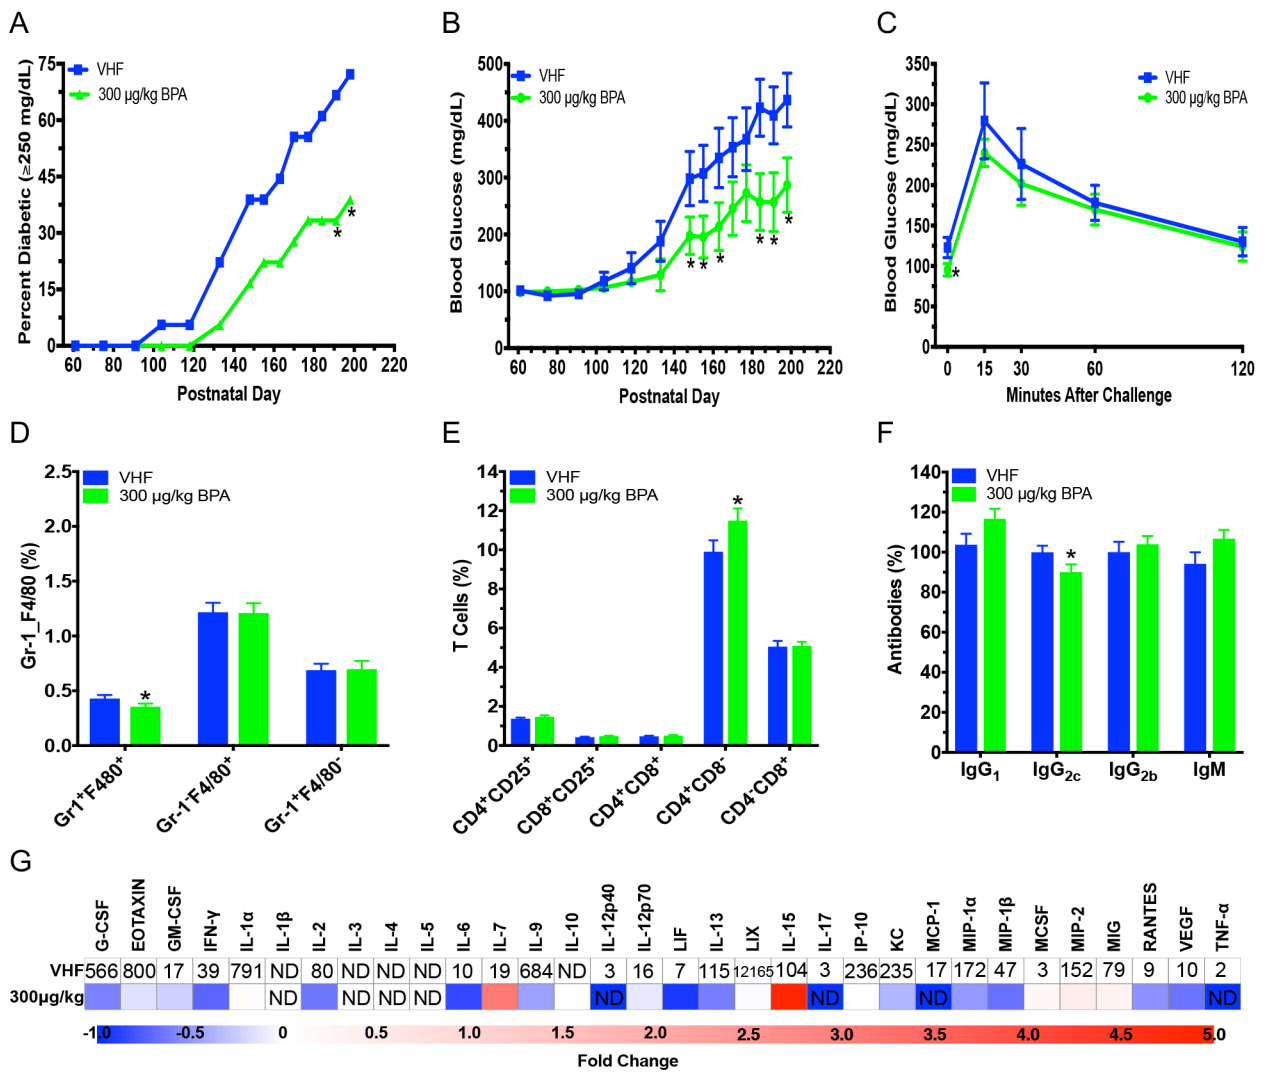 A
B
C
75
60
45
30
15
0
Percent Diabetic (≥250 mg/dL)
VHF
300 µg/kg BPA
*
*
60 80 100 120 140 160 180 200 220
Postnatal Day
500
400
300
200
100
0
Blood Glucose (mg/dL)
VHF
300 µg/kg BPA
* * * * * *
60 80 100 120 140 160 180 200 220
Postnatal Day
350
300
250
200
150
100
50
0
Blood Glucose (mg/dL)
VHF
300 µg/kg BPA
*
0 15 30 60 120
Minutes After Challenge
D
E
F
2.5
2.0
1.5
1.0
0.5
0.0
Gr-1_F4/80 (%)
VHF
300 µg/kg BPA
*
Gr1⁺F480⁺
Gr-1⁻F4/80⁺
Gr-1⁺F4/80⁻
14
12
10
8
6
4
2
0
T Cells (%)
VHF
300 µg/kg BPA
*
CD4⁺CD25⁺
CD8⁺CD25⁺
CD4⁺CD8⁺
CD4⁺CD8⁻
CD4⁻CD8⁺
140
120
100
80
60
40
20
0
Antibodies (%)
VHF
300 µg/kg BPA
*
IgG₁ IgG₂c IgG₂b IgM
G
G-CSF EOTAXIN GM-CSF IFN-γ IL-1α IL-1β IL-2 IL-3 IL-4 IL-5 IL-6 IL-7 IL-9 IL-10 IL-12p40 IL-12p70 LIF IL-13 LIX IL-15 IL-17 IP-10 KC MCP-1 MIP-1α MIP-1β MCSF MIP-2 MIG RANTES VEGF TNF-α
VHF 566 800 17 39 791 ND 80 ND ND ND 10 19 684 ND 3 16 7 115 12165 104 3 236 235 17 172 47 3 152 79 9 10 2
300µg/kg ND ND ND ND ND ND ND ND
-1.0 -0.5 0 0.5 1.0 1.5 2.0 2.5 3.0 3.5 4.0 4.5 5.0
Fold Change